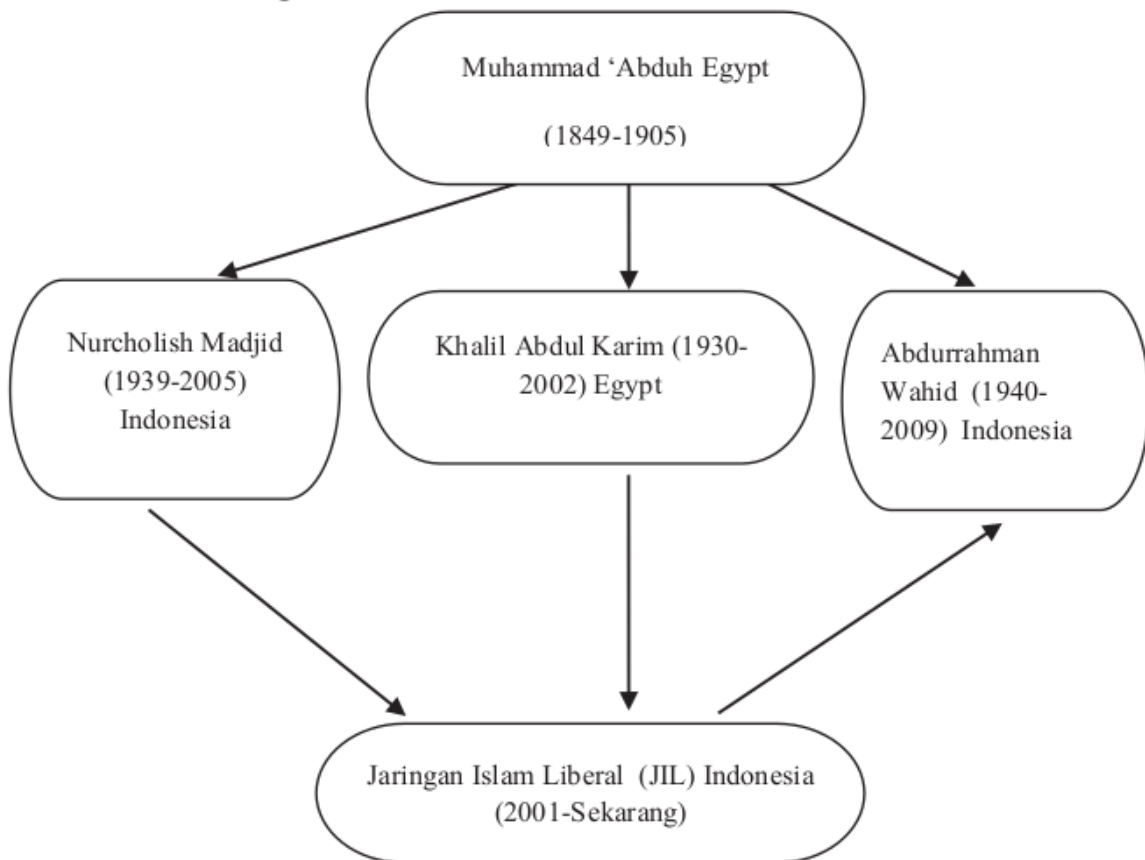 Muhammad ‘Abduh Egypt
(1849-1905)
Nurcholish Madjid
(1939-2005)
Indonesia
Khalil Abdul Karim (1930-
2002) Egypt
Abdurrahman
Wahid (1940-
2009) Indonesia
Jaringan Islam Liberal (JIL) Indonesia
(2001-Sekarang)